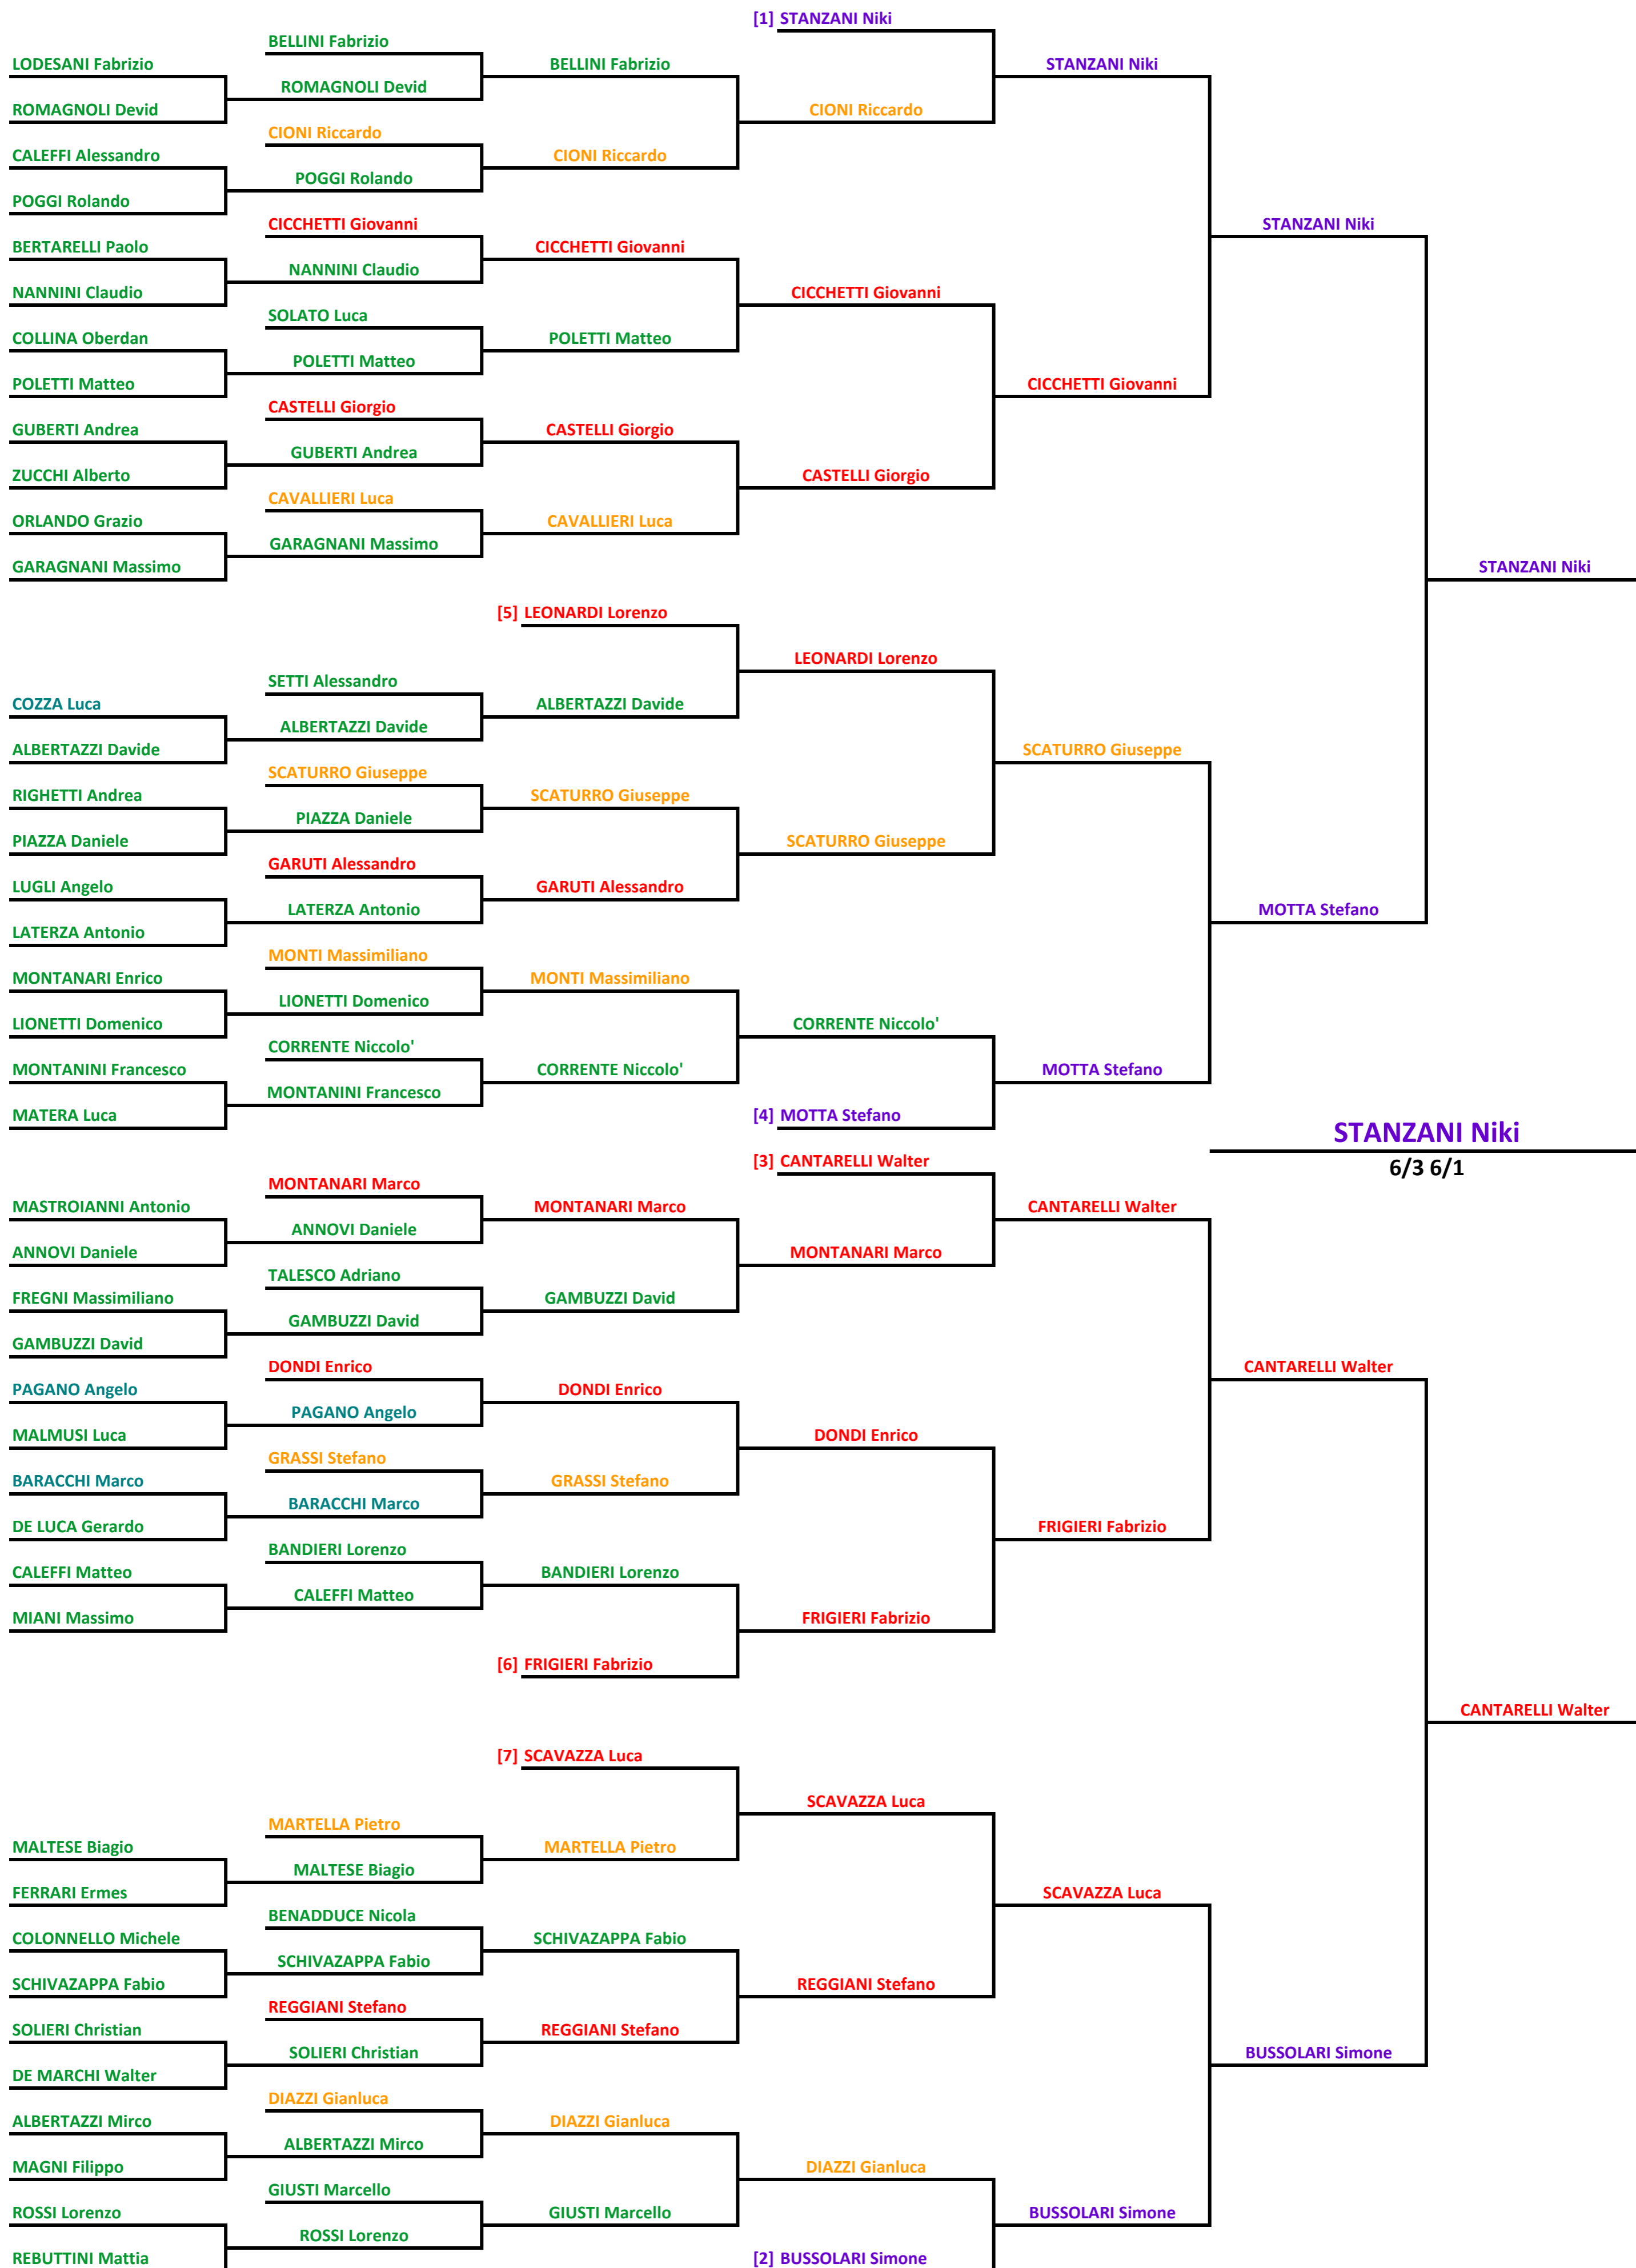 [1] STANZANI Niki
BELLINI Fabrizio
LODESANI Fabrizio
BELLINI Fabrizio
STANZANI Niki
ROMAGNOLI Devid
ROMAGNOLI Devid
CIONI Riccardo
CIONI Riccardo
CALEFFI Alessandro
CIONI Riccardo
POGGI Rolando
POGGI Rolando
CICCHETTI Giovanni
STANZANI Niki
BERTARELLI Paolo
CICCHETTI Giovanni
NANNINI Claudio
NANNINI Claudio
CICCHETTI Giovanni
SOLATO Luca
COLLINA Oberdan
POLETTI Matteo
POLETTI Matteo
POLETTI Matteo
CICCHETTI Giovanni
CASTELLI Giorgio
GUBERTI Andrea
CASTELLI Giorgio
GUBERTI Andrea
ZUCCHI Alberto
CASTELLI Giorgio
CAVALLIERI Luca
ORLANDO Grazio
CAVALLIERI Luca
GARAGNANI Massimo
GARAGNANI Massimo
STANZANI Niki
[5] LEONARDI Lorenzo
LEONARDI Lorenzo
SETTI Alessandro
COZZA Luca
ALBERTAZZI Davide
ALBERTAZZI Davide
ALBERTAZZI Davide
SCATURRO Giuseppe
SCATURRO Giuseppe
RIGHETTI Andrea
SCATURRO Giuseppe
PIAZZA Daniele
PIAZZA Daniele
SCATURRO Giuseppe
GARUTI Alessandro
LUGLI Angelo
GARUTI Alessandro
LATERZA Antonio
MOTTA Stefano
LATERZA Antonio
MONTI Massimiliano
MONTANARI Enrico
MONTI Massimiliano
LIONETTI Domenico
LIONETTI Domenico
CORRENTE Niccolo'
CORRENTE Niccolo'
MONTANINI Francesco
CORRENTE Niccolo'
MOTTA Stefano
MONTANINI Francesco
MATERA Luca
[4] MOTTA Stefano
STANZANI Niki
[3] CANTARELLI Walter
6/3 6/1
MONTANARI Marco
MASTROIANNI Antonio
MONTANARI Marco
CANTARELLI Walter
ANNOVI Daniele
ANNOVI Daniele
MONTANARI Marco
TALESCO Adriano
FREGNI Massimiliano
GAMBUZZI David
GAMBUZZI David
GAMBUZZI David
DONDI Enrico
CANTARELLI Walter
PAGANO Angelo
DONDI Enrico
PAGANO Angelo
MALMUSI Luca
DONDI Enrico
GRASSI Stefano
BARACCHI Marco
GRASSI Stefano
BARACCHI Marco
DE LUCA Gerardo
FRIGIERI Fabrizio
BANDIERI Lorenzo
CALEFFI Matteo
BANDIERI Lorenzo
CALEFFI Matteo
MIANI Massimo
FRIGIERI Fabrizio
[6] FRIGIERI Fabrizio
CANTARELLI Walter
[7] SCAVAZZA Luca
SCAVAZZA Luca
MARTELLA Pietro
MALTESE Biagio
MARTELLA Pietro
MALTESE Biagio
FERRARI Ermes
SCAVAZZA Luca
BENADDUCE Nicola
COLONNELLO Michele
SCHIVAZAPPA Fabio
SCHIVAZAPPA Fabio
SCHIVAZAPPA Fabio
REGGIANI Stefano
REGGIANI Stefano
SOLIERI Christian
REGGIANI Stefano
SOLIERI Christian
BUSSOLARI Simone
DE MARCHI Walter
DIAZZI Gianluca
ALBERTAZZI Mirco
DIAZZI Gianluca
ALBERTAZZI Mirco
MAGNI Filippo
DIAZZI Gianluca
GIUSTI Marcello
ROSSI Lorenzo
GIUSTI Marcello
BUSSOLARI Simone
ROSSI Lorenzo
REBUTTINI Mattia
[2] BUSSOLARI Simone